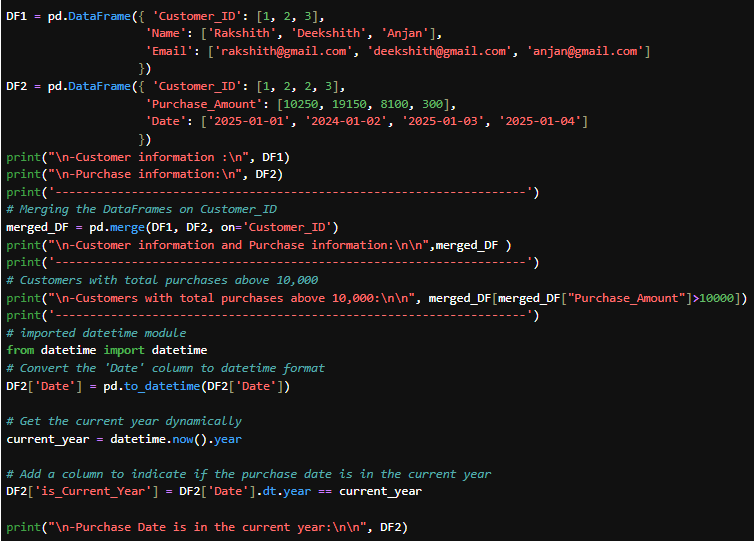 DF1 = pd.DataFrame({ 'Customer_ID': [1, 2, 3],
                    'Name': ['Rakshith', 'Deekshith', 'Anjan'],
                    'Email': ['rakshith@gmail.com', 'deekshith@gmail.com', 'anjan@gmail.com']
                   })
DF2 = pd.DataFrame({ 'Customer_ID': [1, 2, 2, 3],
                    'Purchase_Amount': [10250, 19150, 8100, 300],
                    'Date': ['2025-01-01', '2024-01-02', '2025-01-03', '2025-01-04']
                   })
print("\n-Customer information :\n", DF1)
print("\n-Purchase information:\n", DF2)
print('--------------------------------------------------------------------')
# Merging the DataFrames on Customer_ID
merged_DF = pd.merge(DF1, DF2, on='Customer_ID')
print("\n-Customer information and Purchase information:\n\n",merged_DF )
print('--------------------------------------------------------------------')
# Customers with total purchases above 10,000
print("\n-Customers with total purchases above 10,000:\n\n", merged_DF[merged_DF["Purchase_Amount"]>10000])
print('--------------------------------------------------------------------')
# imported datetime module
from datetime import datetime
# Convert the 'Date' column to datetime format
DF2['Date'] = pd.to_datetime(DF2['Date'])

# Get the current year dynamically
current_year = datetime.now().year

# Add a column to indicate if the purchase date is in the current year
DF2['is_Current_Year'] = DF2['Date'].dt.year == current_year

print("\n-Purchase Date is in the current year:\n\n", DF2)